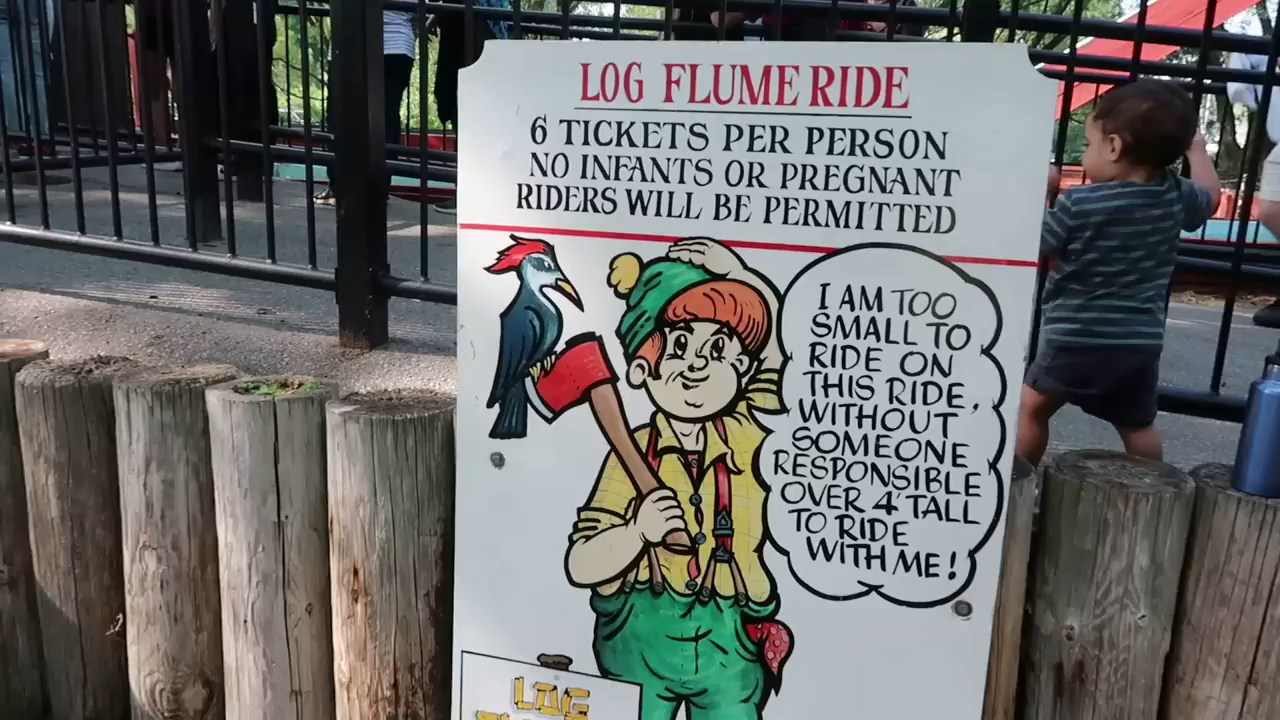 LOG FLUME RIDE
6 TICKETS PER PERSON
NO INFANTS OR PREGNANT
RIDERS WILL BE PERMITTED
I AM TOO
SMALL TO
RIDE ON
THIS RIDE,
WITHOUT
SOMEONE
RESPONSIBLE
OVER 4' TALL
TO RIDE
WITH ME!
LOG